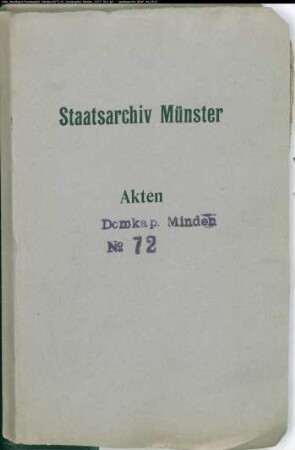 Staatsarchiv Münster
Akten
Domkap. Minden
No 72